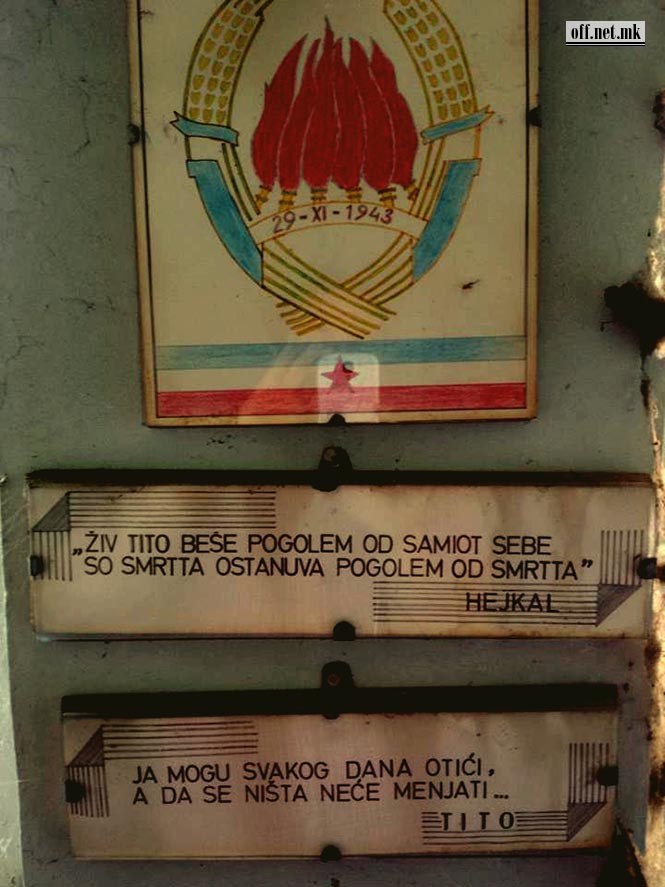 off.net.mk
29-XI-1943
„ŽIV TITO BEŠE POGOLEM OD SAMIOT SEBE
SO SMRTTA OSTANUVA POGOLEM OD SMRTTA”
HEJKAL
JA MOGU SVAKOG DANA OTIĆI,
A DA SE NIŠTA NEĆE MENJATI...
TITO